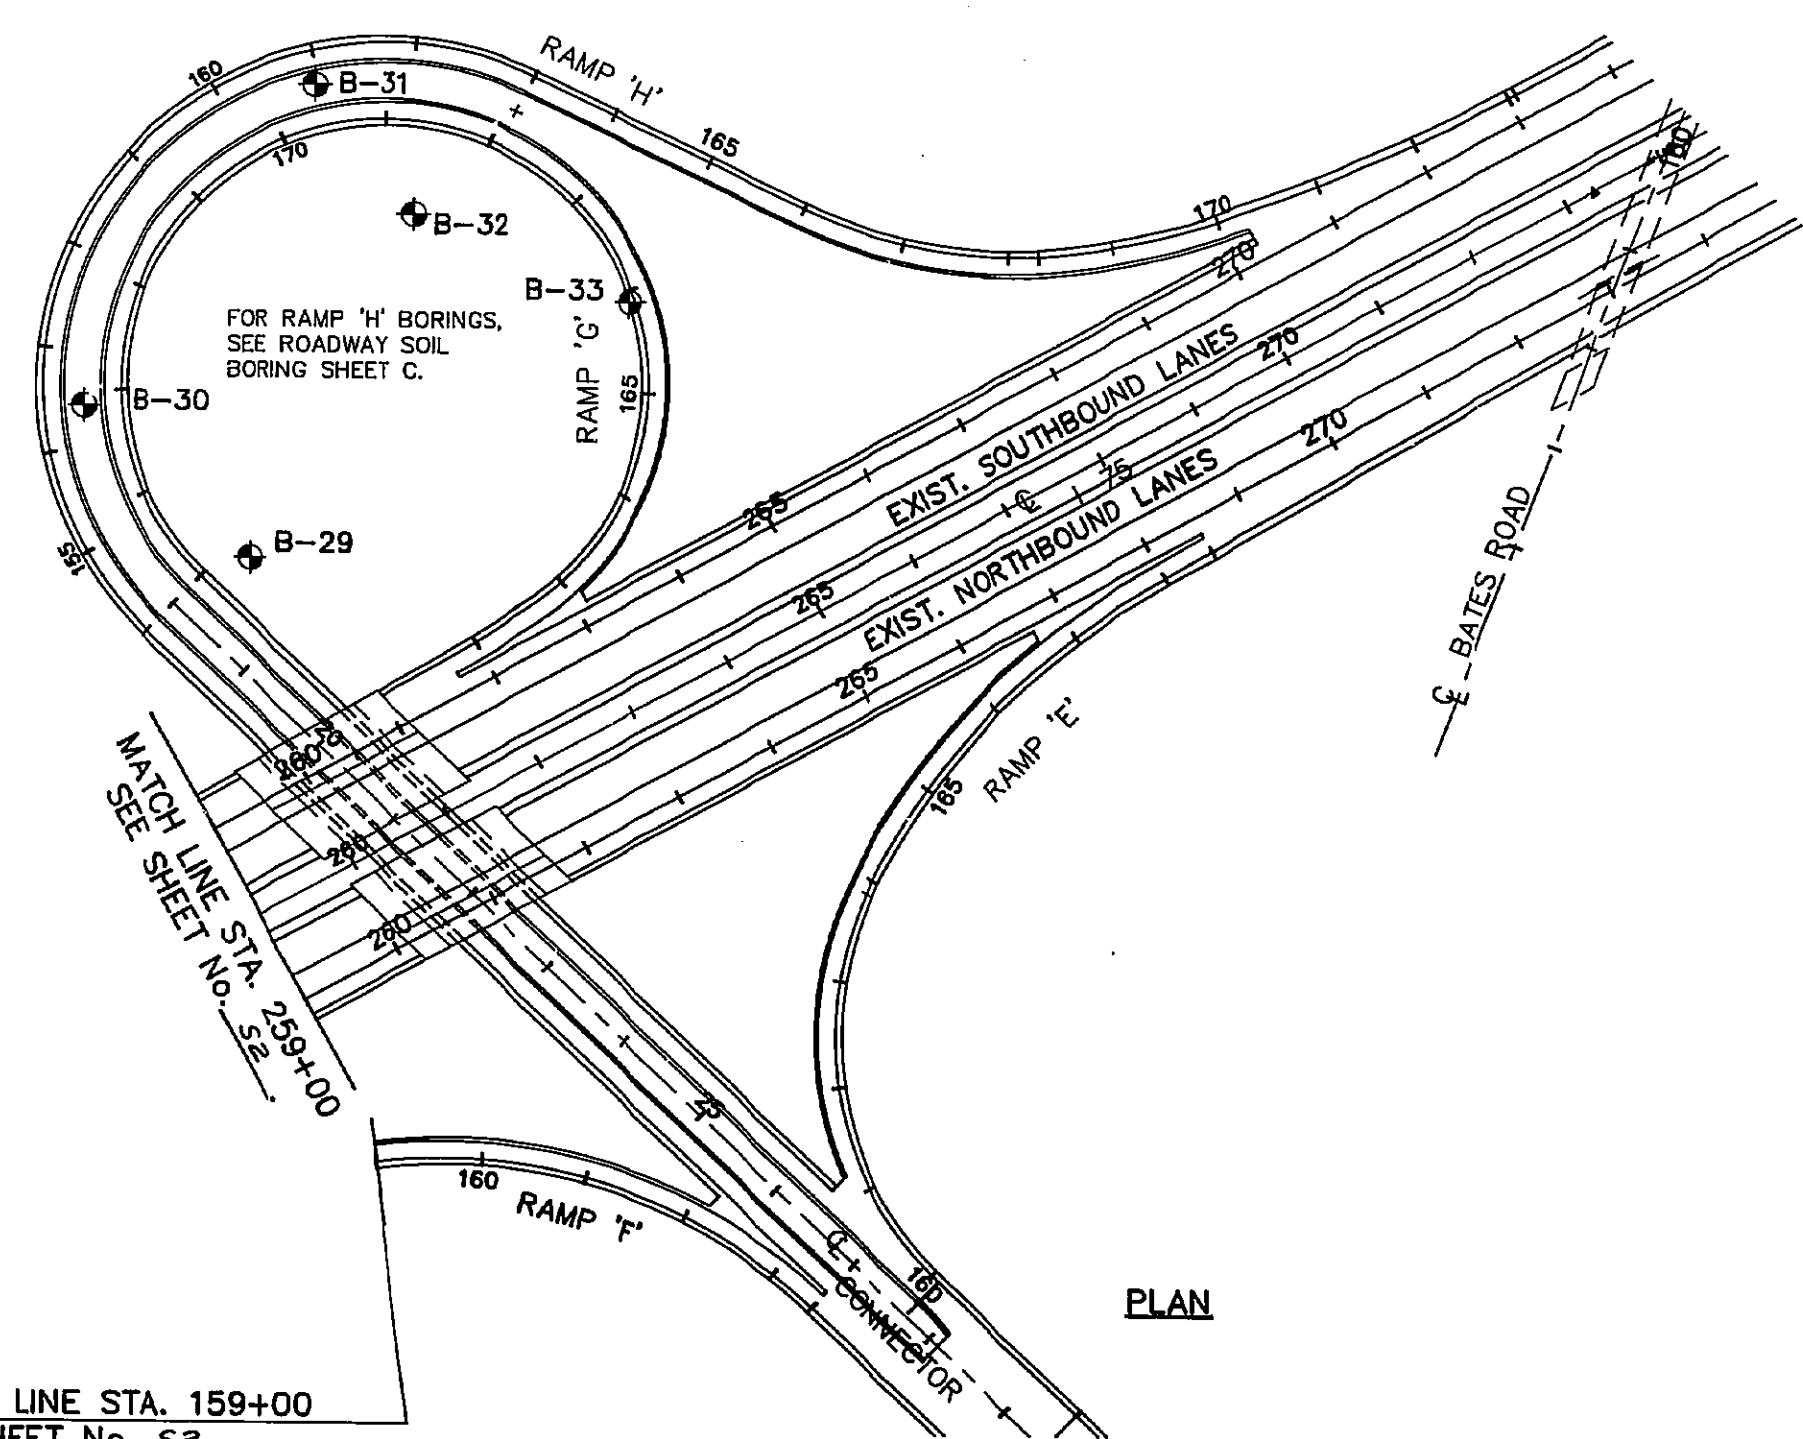 RAMP 'H'
160
B-31
165
170
B-32
170
160
B-33
270
FOR RAMP 'H' BORINGS,
SEE ROADWAY SOIL
BORING SHEET C.
RAMP 'G'
165
B-30
EXIST. SOUTHBOUND LANES
270
270
℄ 75
265
EXIST. NORTHBOUND LANES
B-29
155
265
265
℄ BATES ROAD
RAMP 'E'
165
20
260
260
260
MATCH LINE STA. 259+00
SEE SHEET No. S2
25
160
RAMP 'F'
℄ CONNECTOR
160
PLAN
LINE STA. 159+00